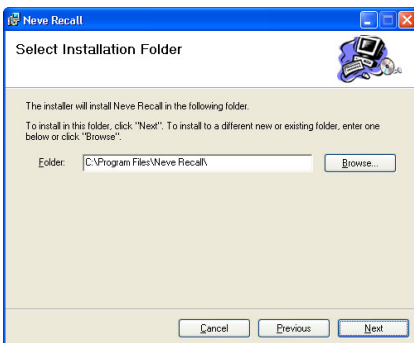 Neve Recall
Select Installation Folder
The installer will install Neve Recall in the following folder.
To install in this folder, click "Next". To install to a different new or existing folder, enter one
below or click "Browse".
Folder: C:\Program Files\Neve Recall\ Browse...
Cancel Previous Next